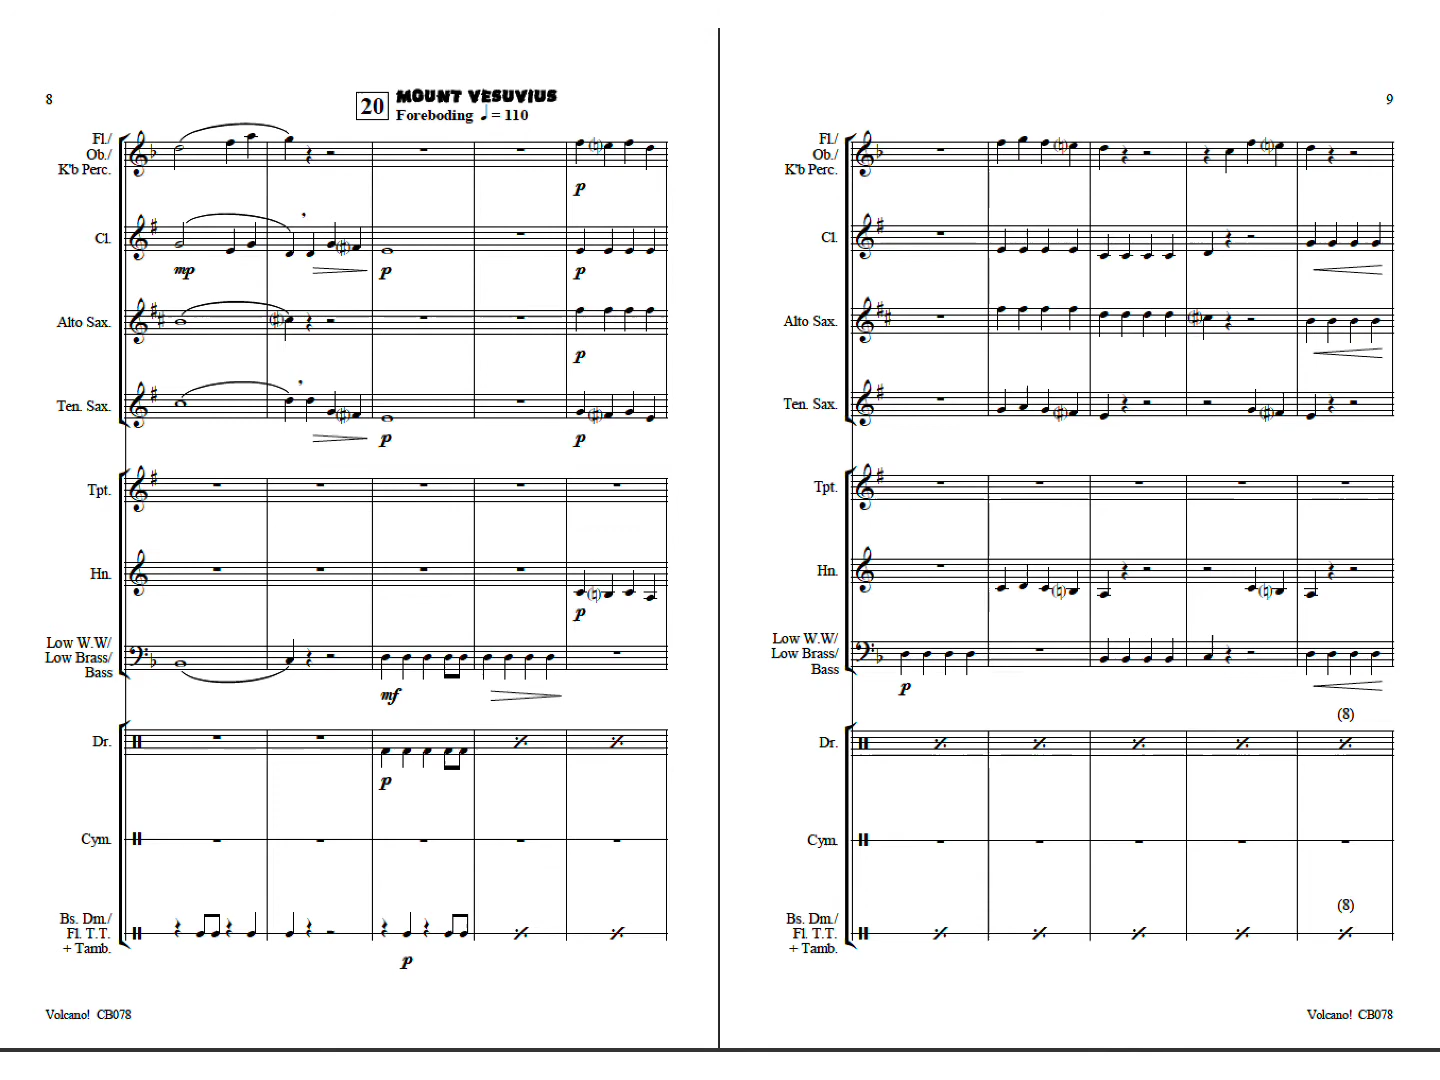 8
20 MOUNT VESUVIUS
Foreboding ♩= 110
Fl./
Ob./
K'b Perc.
p
Cl.
mp
p
p
Alto Sax.
p
Ten. Sax.
p
p
Tpt.
Hn.
p
Low W.W/
Low Brass/
Bass
mf
Dr.
p
Cym.
Bs. Dm./
Fl. T.T.
+ Tamb.
p
Volcano! CB078
9
Fl./
Ob./
K'b Perc.
Cl.
Alto Sax.
Ten. Sax.
Tpt.
Hn.
Low W.W/
Low Brass/
Bass
p
(8)
Dr.
Cym.
(8)
Bs. Dm./
Fl. T.T.
+ Tamb.
Volcano! CB078